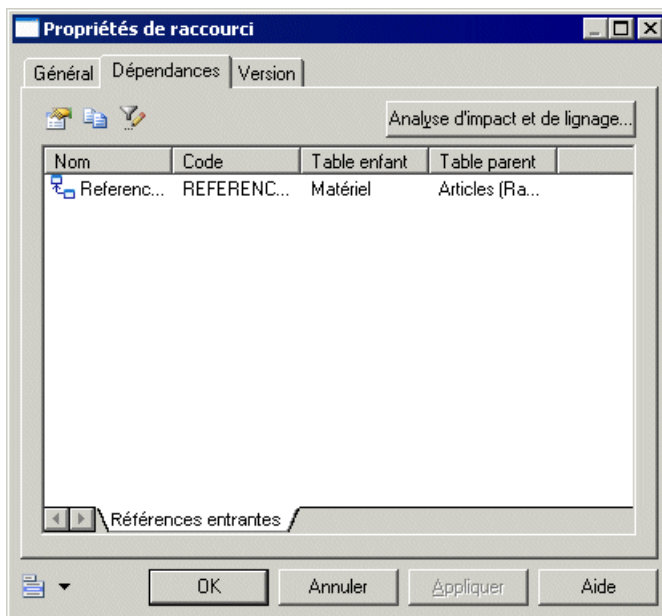 Propriétés de raccourci
Général Dépendances Version
Analyse d'impact et de lignage...
Nom Code Table enfant Table parent
Referenc... REFERENC... Matériel Articles (Ra...
Références entrantes
OK Annuler Appliquer Aide